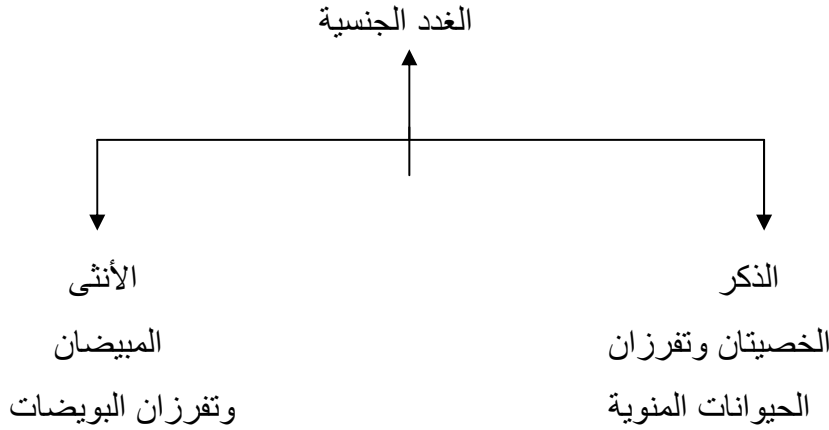 الغدد الجنسية
الذكر
الخصيتان وتفرزان
الحيوانات المنوية
الأنثى
المبيضان
وتفرزان البويضات